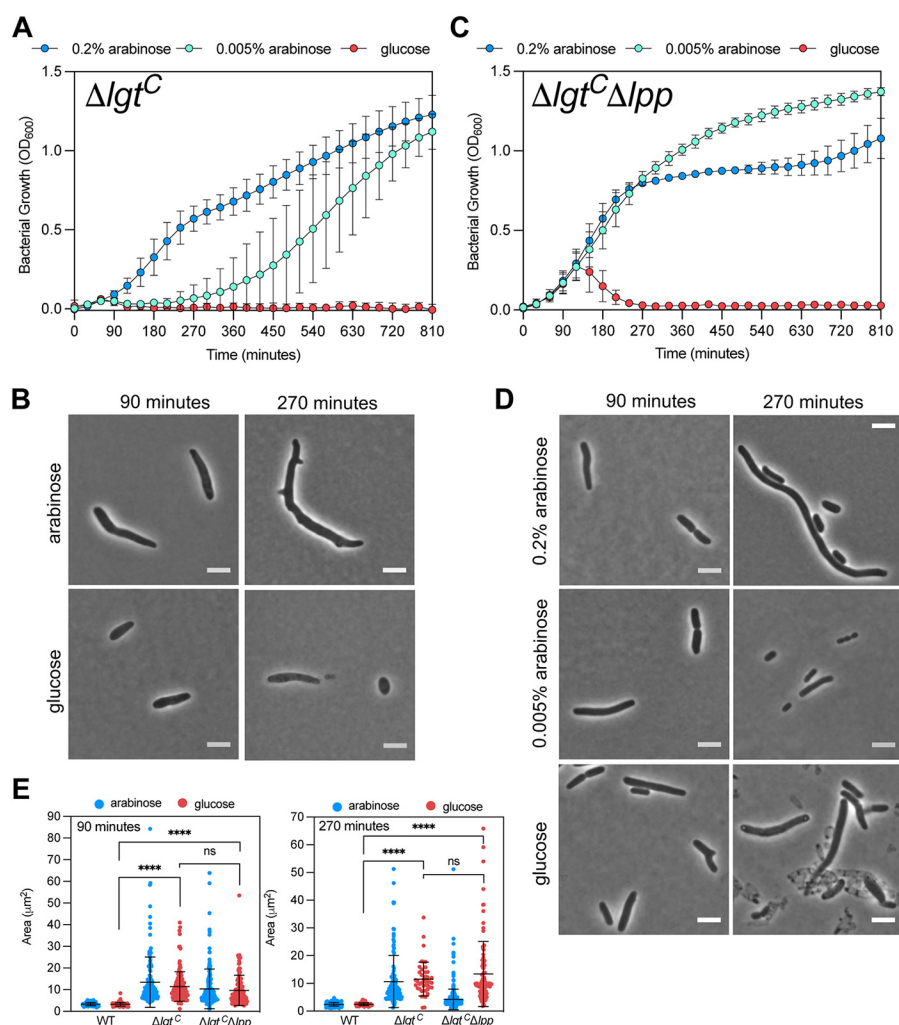 A
0.2% arabinose 0.005% arabinose glucose
ΔlgtC
1.5
1.0
0.5
0.0
Bacterial Growth (OD600)
0 90 180 270 360 450 540 630 720 810
Time (minutes)
C
0.2% arabinose 0.005% arabinose glucose
ΔlgtCΔlpp
1.5
1.0
0.5
0.0
Bacterial Growth (OD600)
0 90 180 270 360 450 540 630 720 810
Time (minutes)
B
90 minutes 270 minutes
arabinose
glucose
D
90 minutes 270 minutes
0.2% arabinose
0.005% arabinose
glucose
E
arabinose glucose
90 minutes
90
80
70
60
50
40
30
20
10
0
Area (μm2)
****
****
ns
WT ΔlgtC ΔlgtCΔlpp
arabinose glucose
270 minutes
70
60
50
40
30
20
10
0
Area (μm2)
****
****
ns
WT ΔlgtC ΔlgtCΔlpp